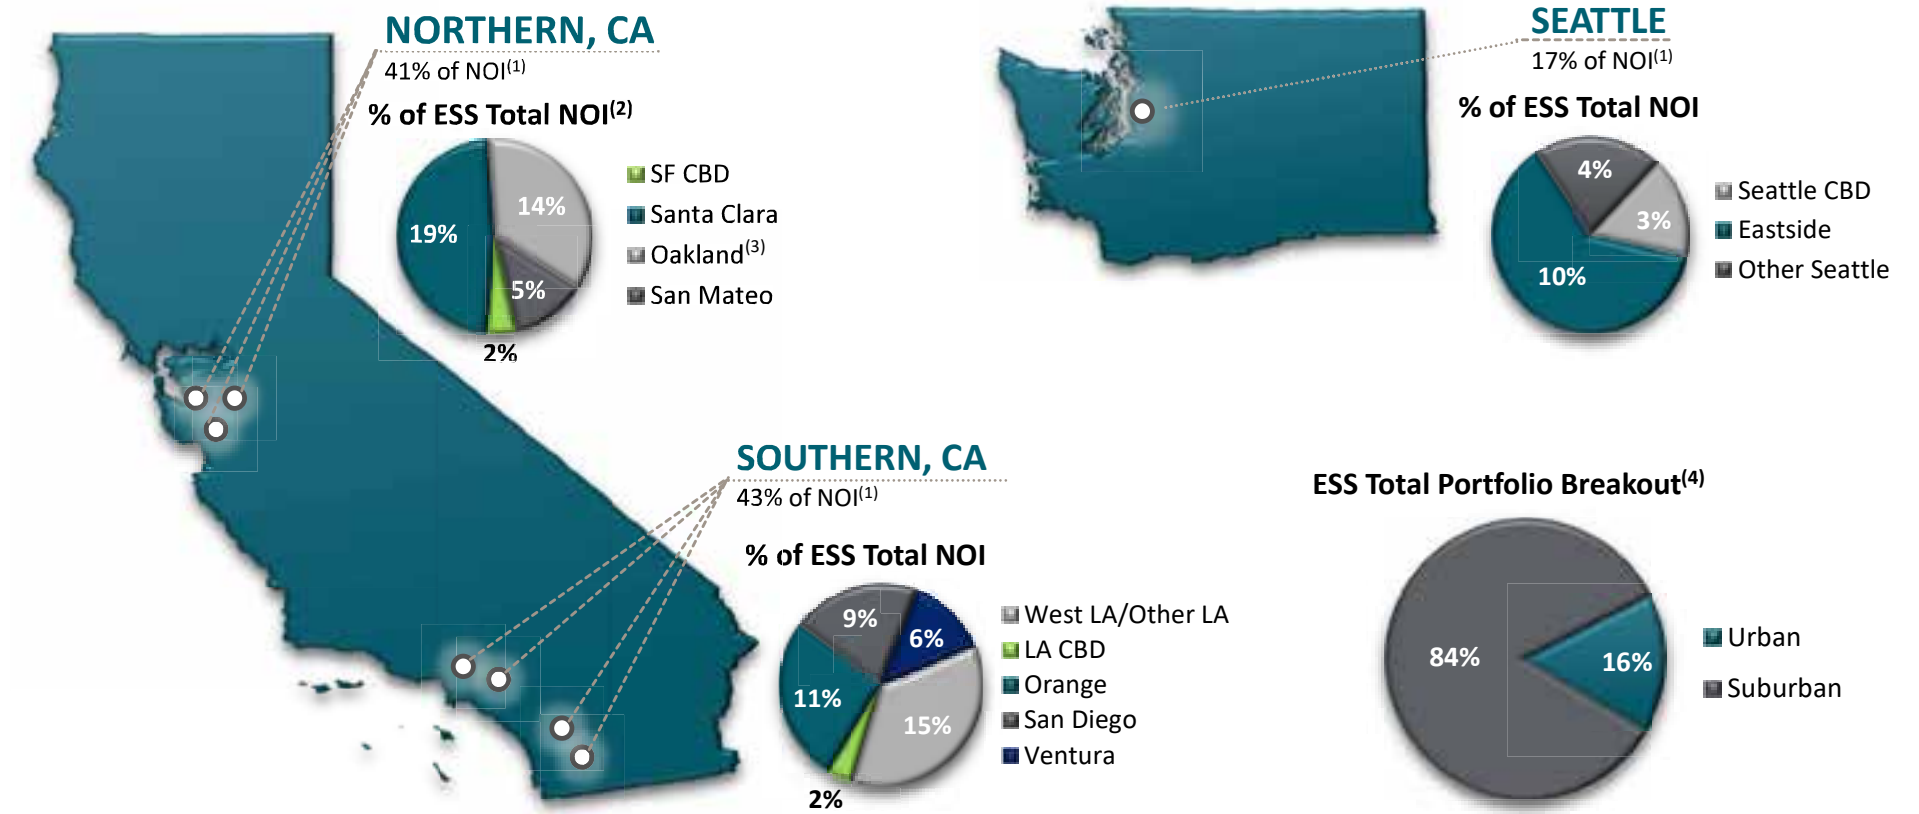 NORTHERN, CA
41% of NOI(1)
% of ESS Total NOI(2)
19%
14%
5%
2%
SF CBD
Santa Clara
Oakland(3)
San Mateo
SEATTLE
17% of NOI(1)
% of ESS Total NOI
4%
3%
10%
Seattle CBD
Eastside
Other Seattle
SOUTHERN, CA
43% of NOI(1)
% of ESS Total NOI
9%
6%
11%
15%
2%
West LA/Other LA
LA CBD
Orange
San Diego
Ventura
ESS Total Portfolio Breakout(4)
84%
16%
Urban
Suburban